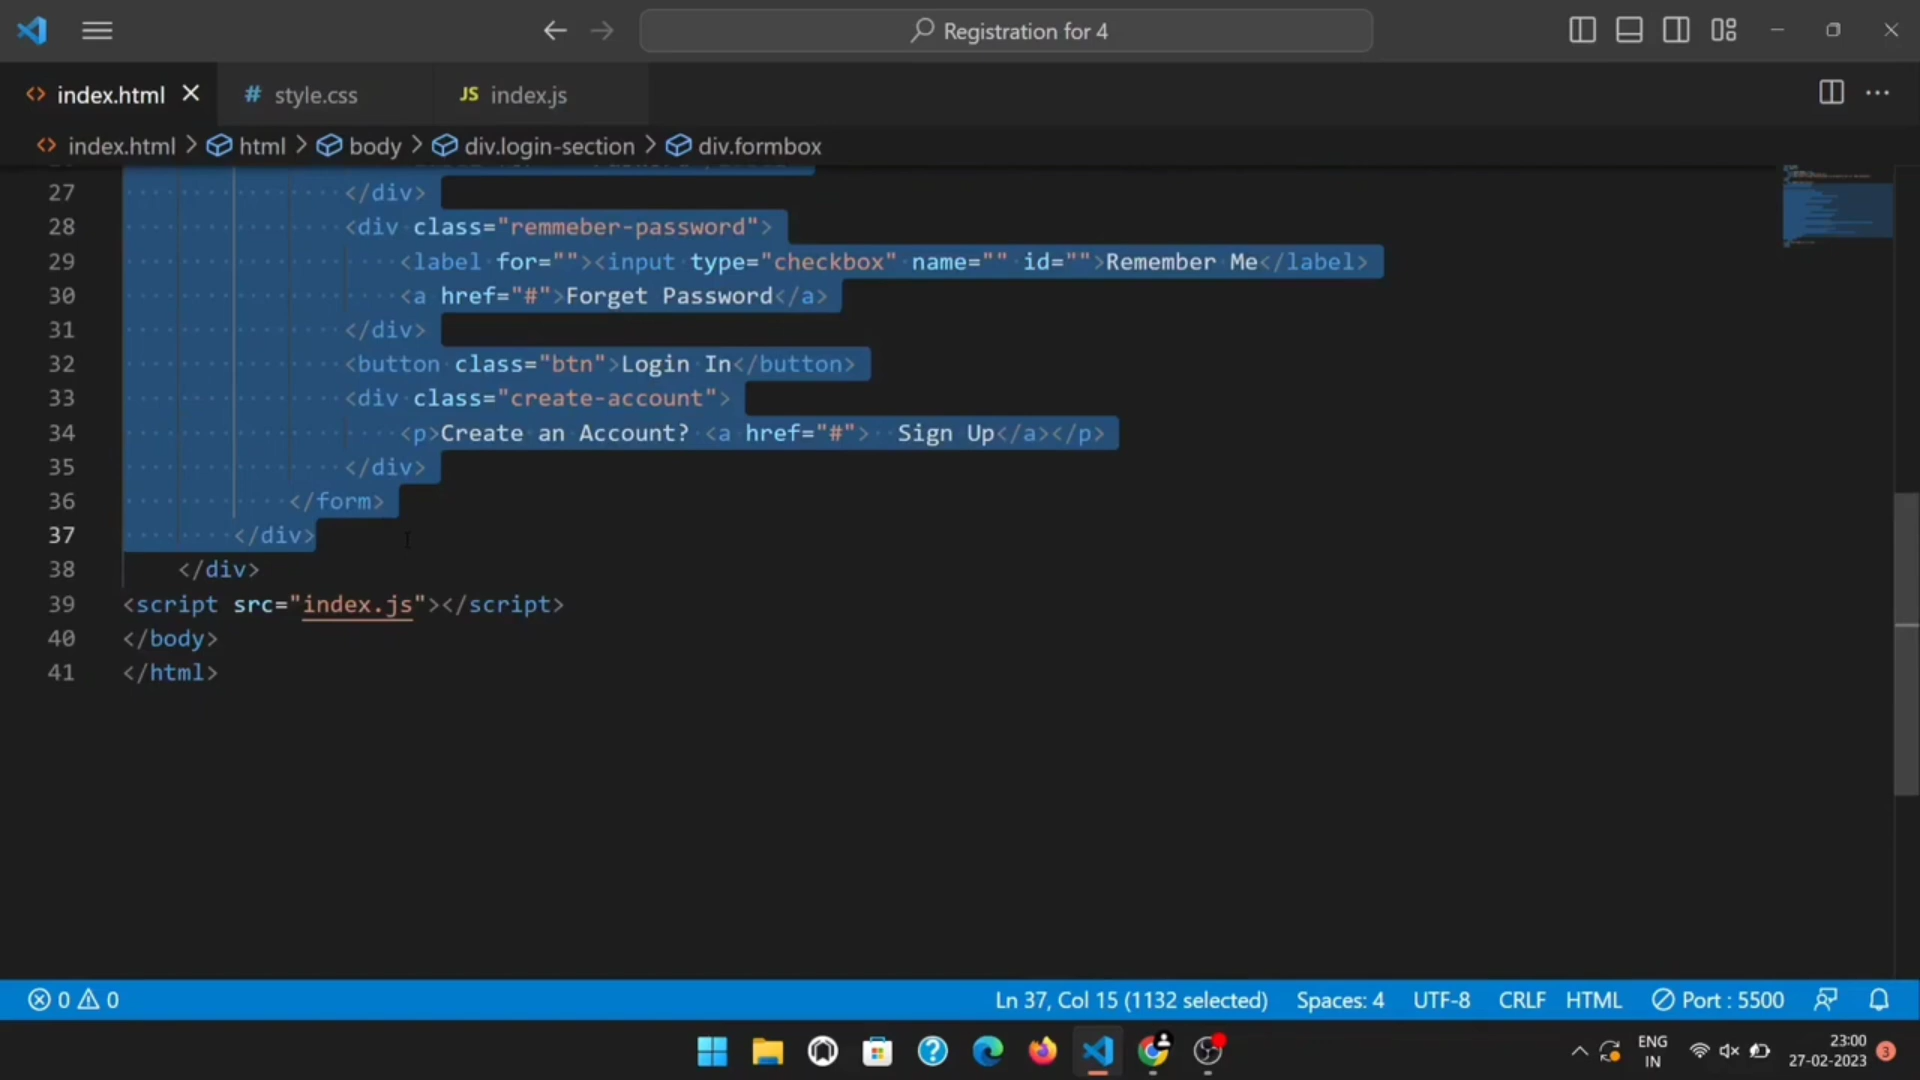 Registration for 4
index.html
# style.css
JS index.js
index.html > html > body > div.login-section > div.formbox
27 </div>
28 <div class="remmeber-password">
29 <label for=""><input type="checkbox" name="" id="">Remember Me</label>
30 <a href="#">Forget Password</a>
31 </div>
32 <button class="btn">Login In</button>
33 <div class="create-account">
34 <p>Create an Account? <a href="#">  Sign Up</a></p>
35 </div>
36 </form>
37 </div>
38 </div>
39 <script src="index.js"></script>
40 </body>
41 </html>
0 0 Ln 37, Col 15 (1132 selected) Spaces: 4 UTF-8 CRLF HTML Port : 5500
ENG
IN
23:00
27-02-2023
3